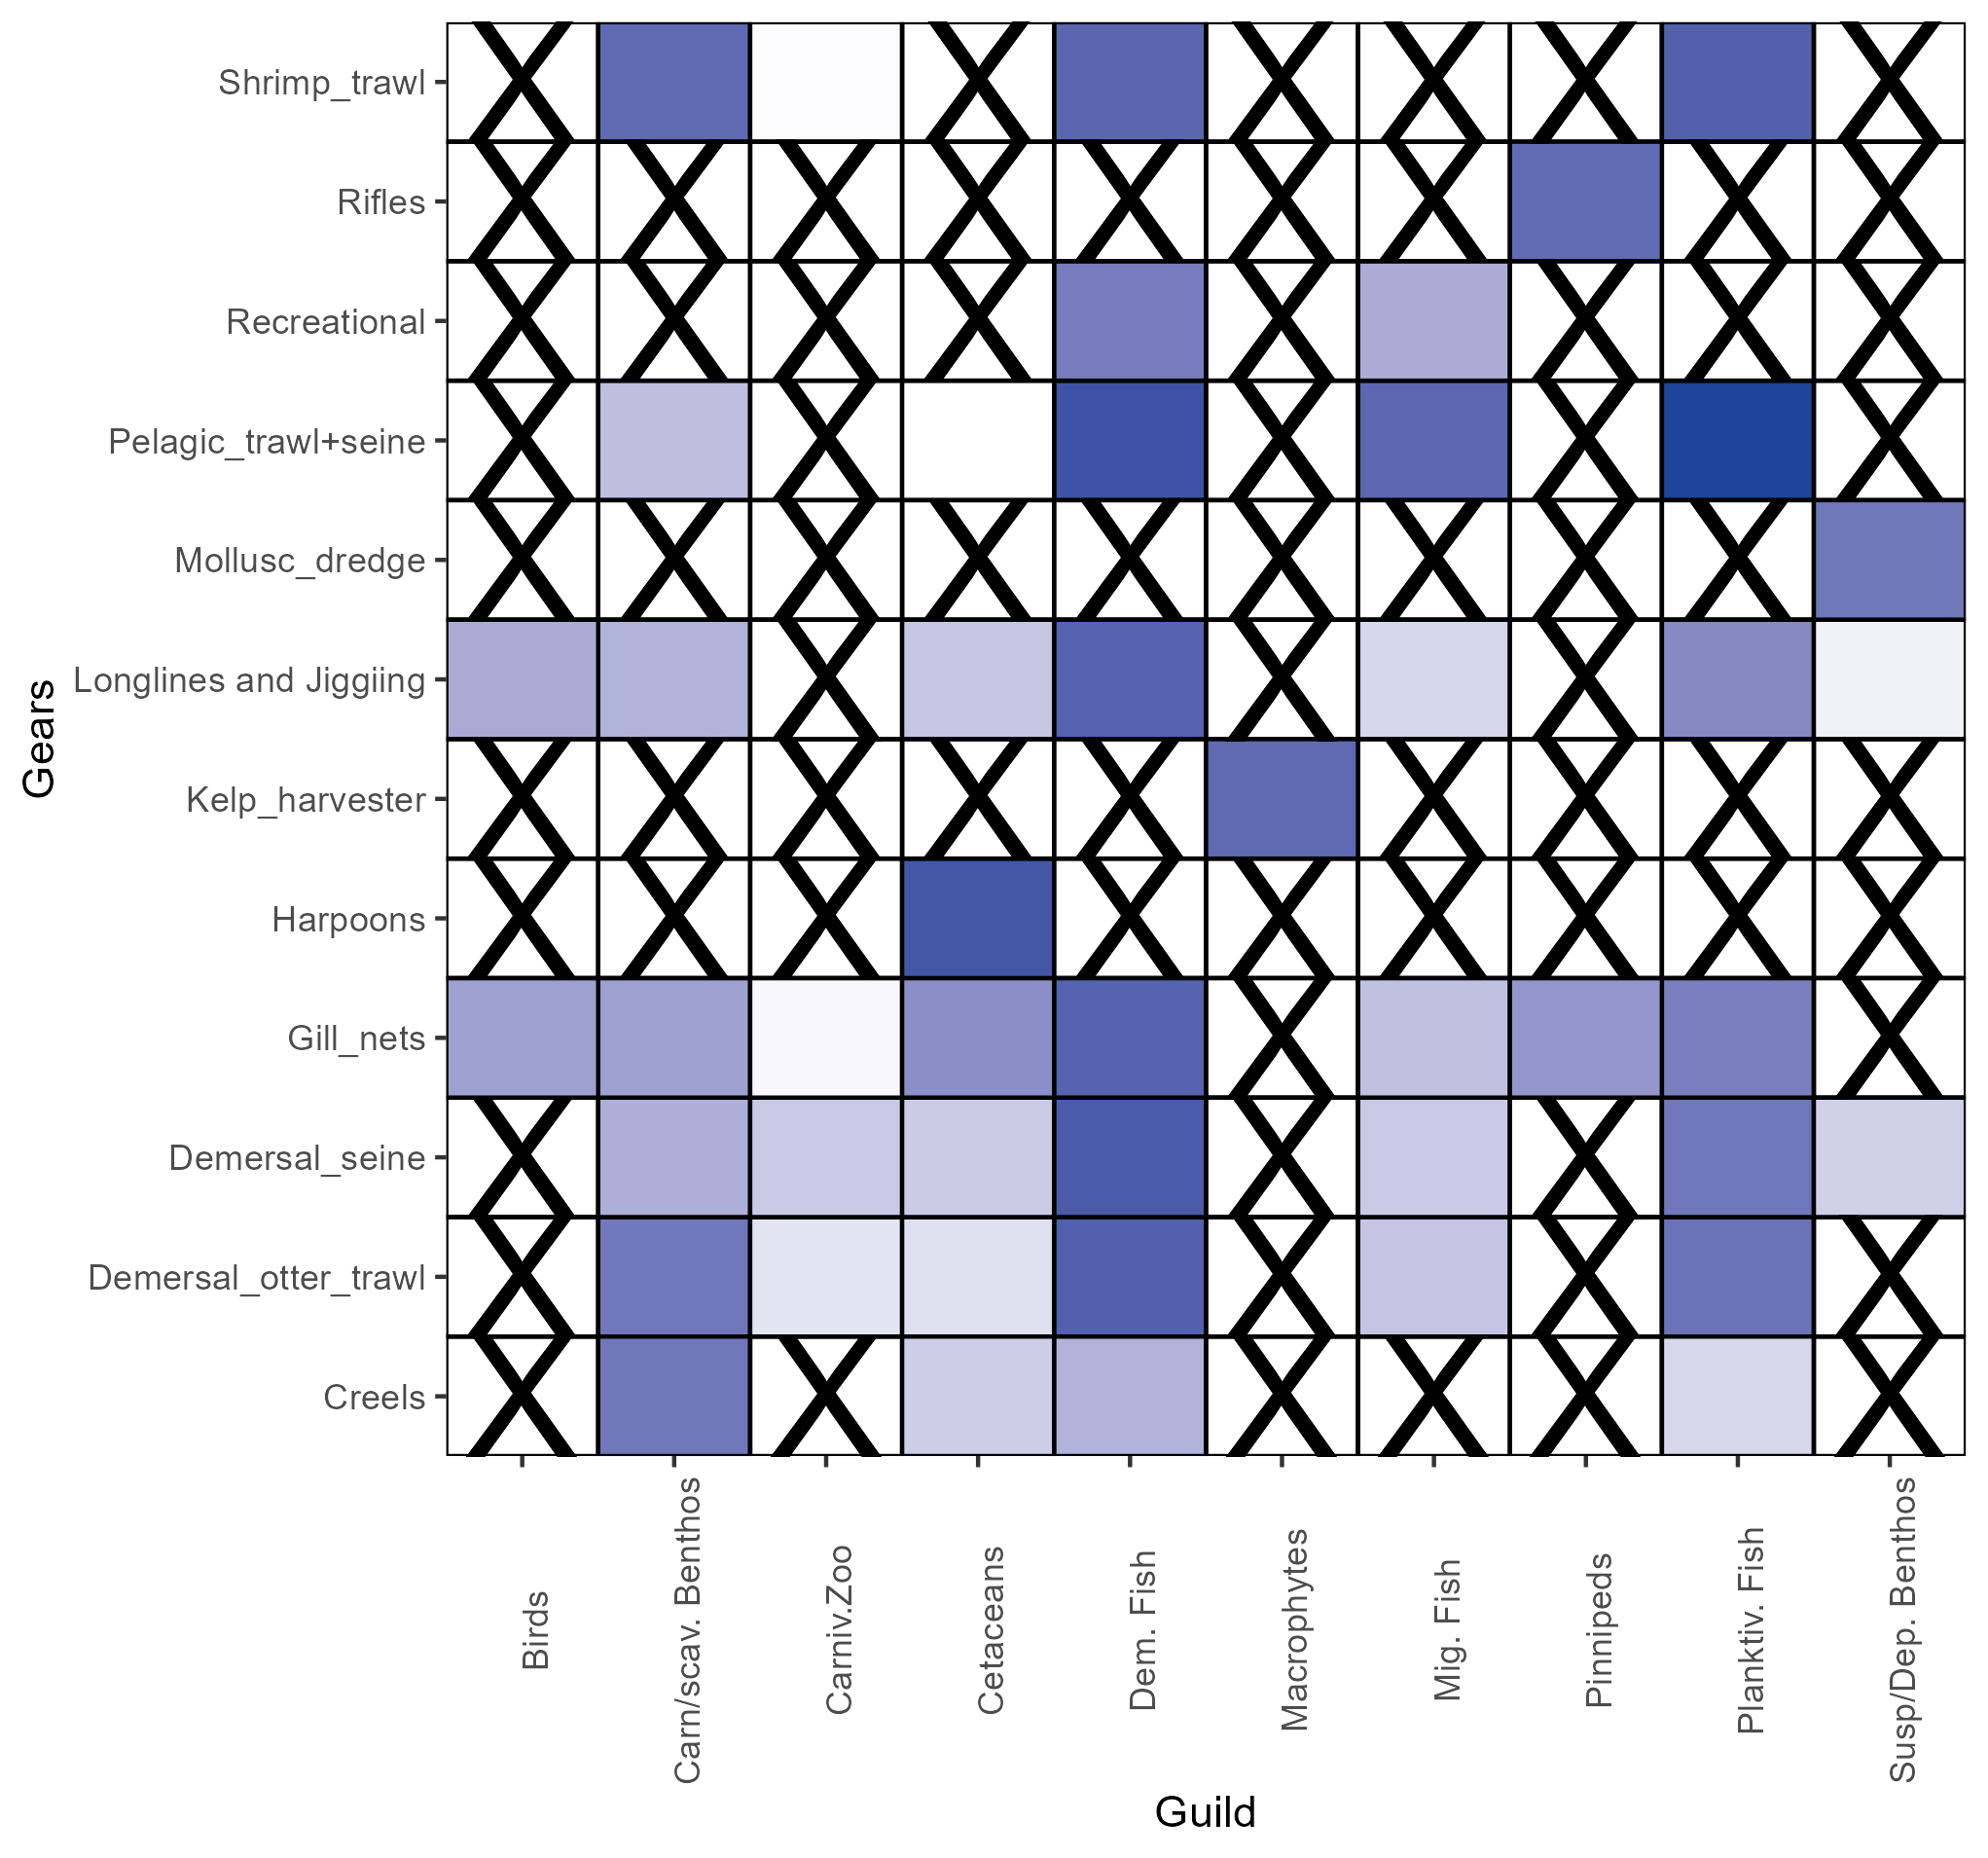 Shrimp_trawl
Rifles
Recreational
Pelagic_trawl+seine
Mollusc_dredge
Longlines and Jiggiing
Kelp_harvester
Harpoons
Gill_nets
Demersal_seine
Demersal_otter_trawl
Creels
Gears
Birds
Carn/scav. Benthos
Carniv.Zoo
Cetaceans
Dem. Fish
Macrophytes
Mig. Fish
Pinnipeds
Planktiv. Fish
Susp/Dep. Benthos
Guild